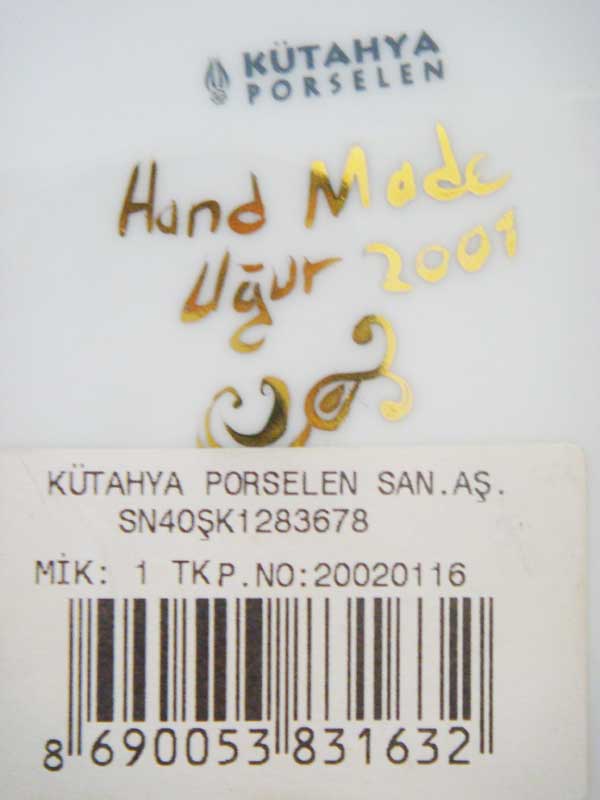 KÜTAHYA
PORSELEN
Hand Made
Uğur 2001
KÜTAHYA PORSELEN SAN.AŞ.
SN40ŞK1283678
MİK: 1 TKP.NO:20020116
8 690053 831632